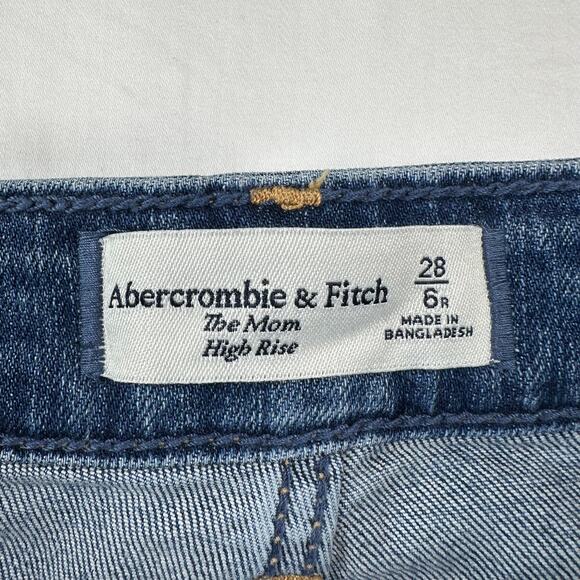 Abercrombie & Fitch
The Mom
High Rise
28
6R
MADE IN
BANGLADESH